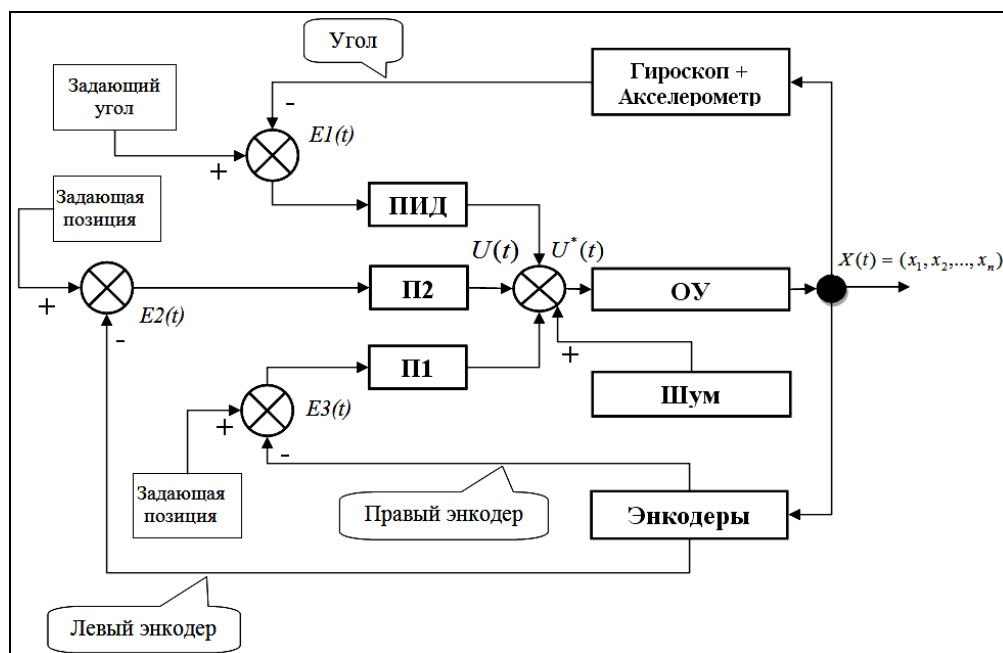 Угол
Гироскоп +
Акселерометр
Задающий
угол
-
E1(t)
+
Задающая
позиция
ПИД
U(t)
U*(t)
X(t) = (x₁, x₂,..., xₙ)
П2
ОУ
+
E2(t)
-
П1
+
Шум
E3(t)
+
-
Задающая
позиция
Правый энкодер
Энкодеры
Левый энкодер